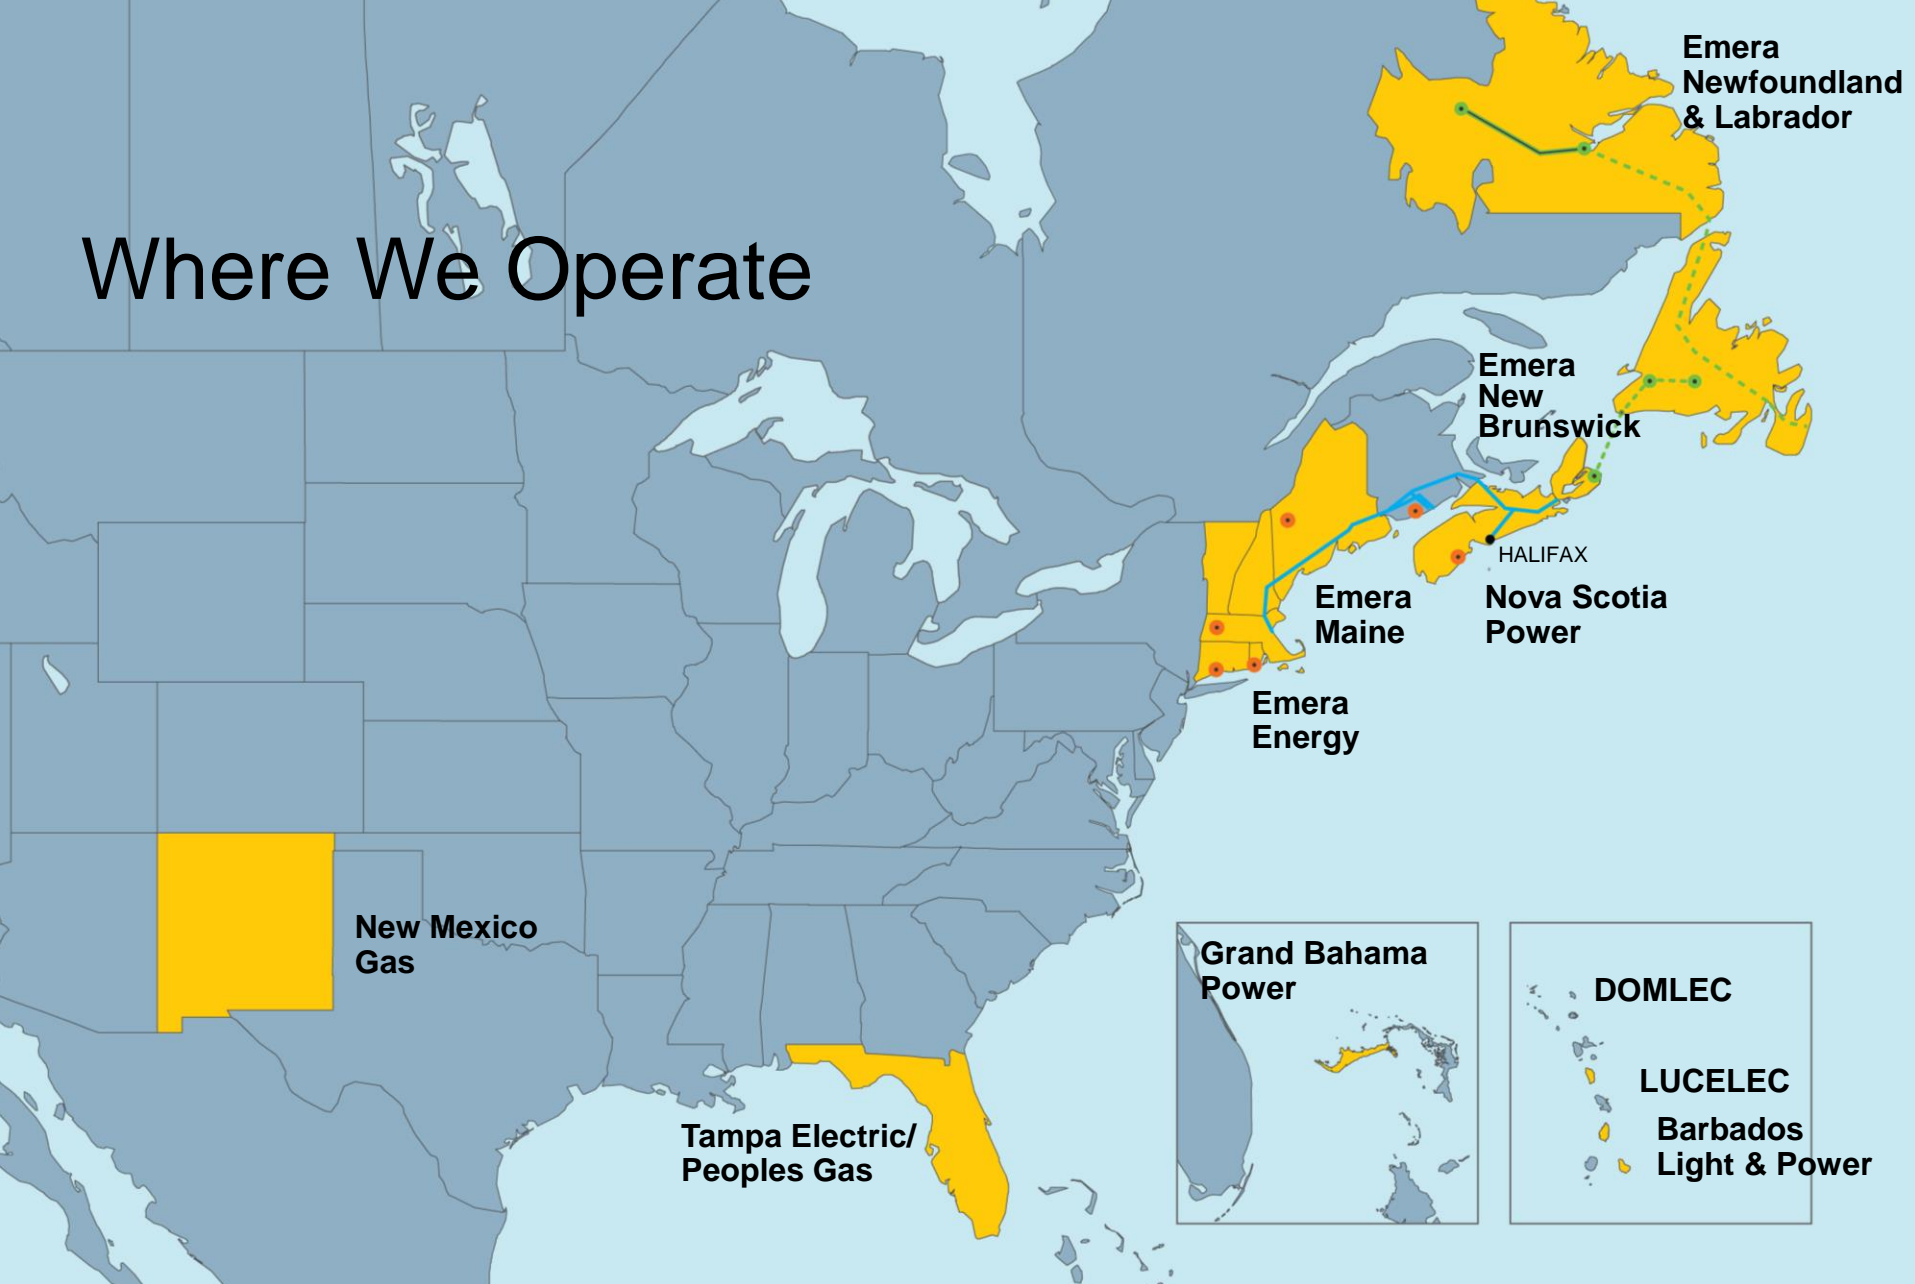 Emera
Newfoundland
& Labrador
Where We Operate
Emera
New
Brunswick
HALIFAX
Emera
Maine
Nova Scotia
Power
Emera
Energy
New Mexico
Gas
Grand Bahama
Power
DOMLEC
LUCELEC
Barbados
Light & Power
Tampa Electric/
Peoples Gas